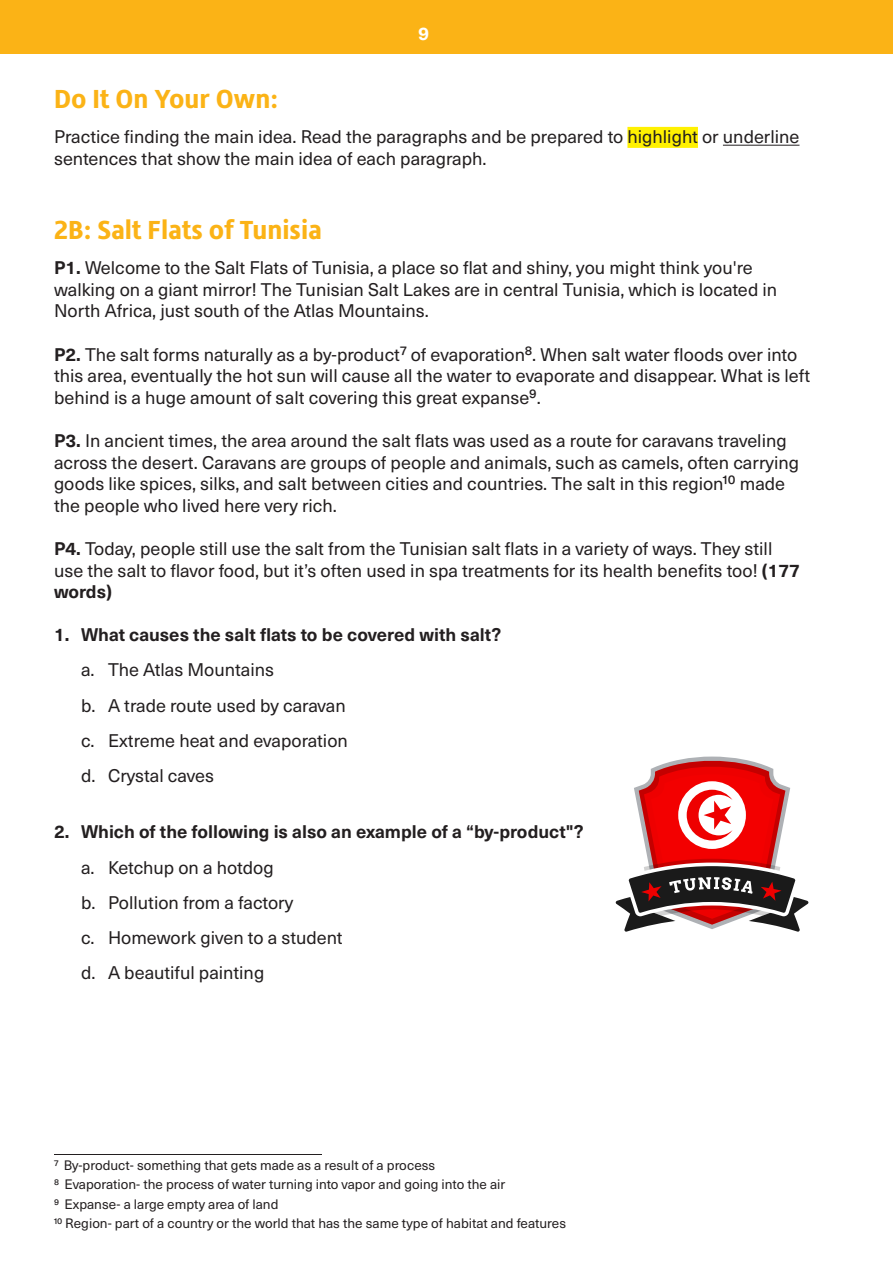 9
Do It On Your Own:
Practice finding the main idea. Read the paragraphs and be prepared to highlight or underline
sentences that show the main idea of each paragraph.
2B: Salt Flats of Tunisia
P1. Welcome to the Salt Flats of Tunisia, a place so flat and shiny, you might think you're
walking on a giant mirror! The Tunisian Salt Lakes are in central Tunisia, which is located in
North Africa, just south of the Atlas Mountains.
P2. The salt forms naturally as a by-product⁷ of evaporation⁸. When salt water floods over into
this area, eventually the hot sun will cause all the water to evaporate and disappear. What is left
behind is a huge amount of salt covering this great expanse⁹.
P3. In ancient times, the area around the salt flats was used as a route for caravans traveling
across the desert. Caravans are groups of people and animals, such as camels, often carrying
goods like spices, silks, and salt between cities and countries. The salt in this region¹⁰ made
the people who lived here very rich.
P4. Today, people still use the salt from the Tunisian salt flats in a variety of ways. They still
use the salt to flavor food, but it’s often used in spa treatments for its health benefits too! (177
words)
1. What causes the salt flats to be covered with salt?
a. The Atlas Mountains
b. A trade route used by caravan
c. Extreme heat and evaporation
d. Crystal caves
2. Which of the following is also an example of a “by-product"?
a. Ketchup on a hotdog
b. Pollution from a factory
c. Homework given to a student
d. A beautiful painting
TUNISIA
⁷ By-product- something that gets made as a result of a process
⁸ Evaporation- the process of water turning into vapor and going into the air
⁹ Expanse- a large empty area of land
¹⁰ Region- part of a country or the world that has the same type of habitat and features